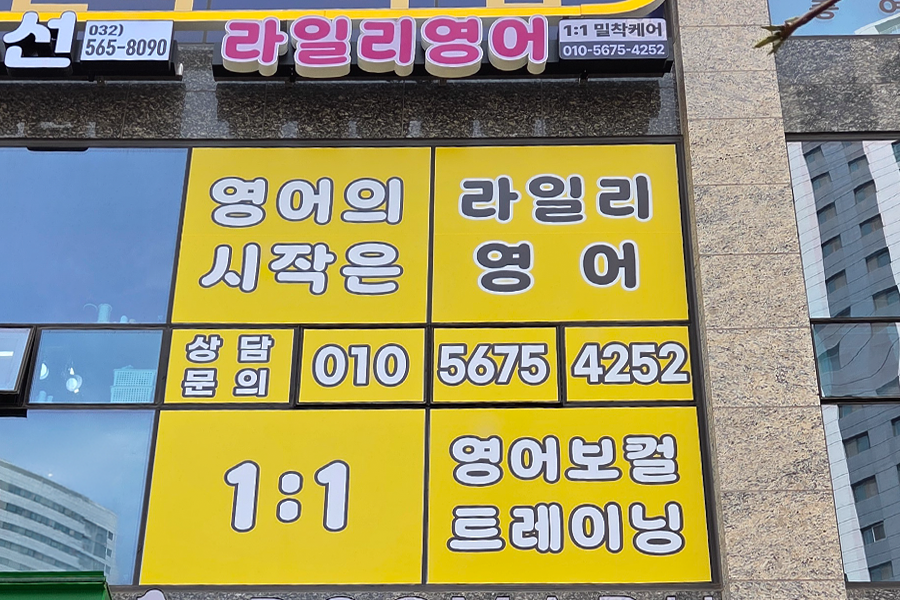 선
032)
565-8090
라일리영어
1:1 밀착케어
010-5675-4252
영어의
시작은
라일리
영 어
상 담
문 의
010
5675
4252
1:1
영어보컬
트레이닝